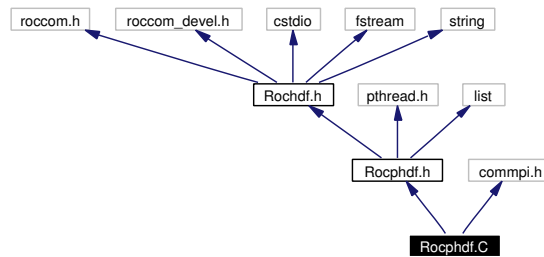 roccom.h
roccom_devel.h
cstdio
fstream
string
Rochdf.h
pthread.h
list
Rocphdf.h
commpi.h
Rocphdf.C